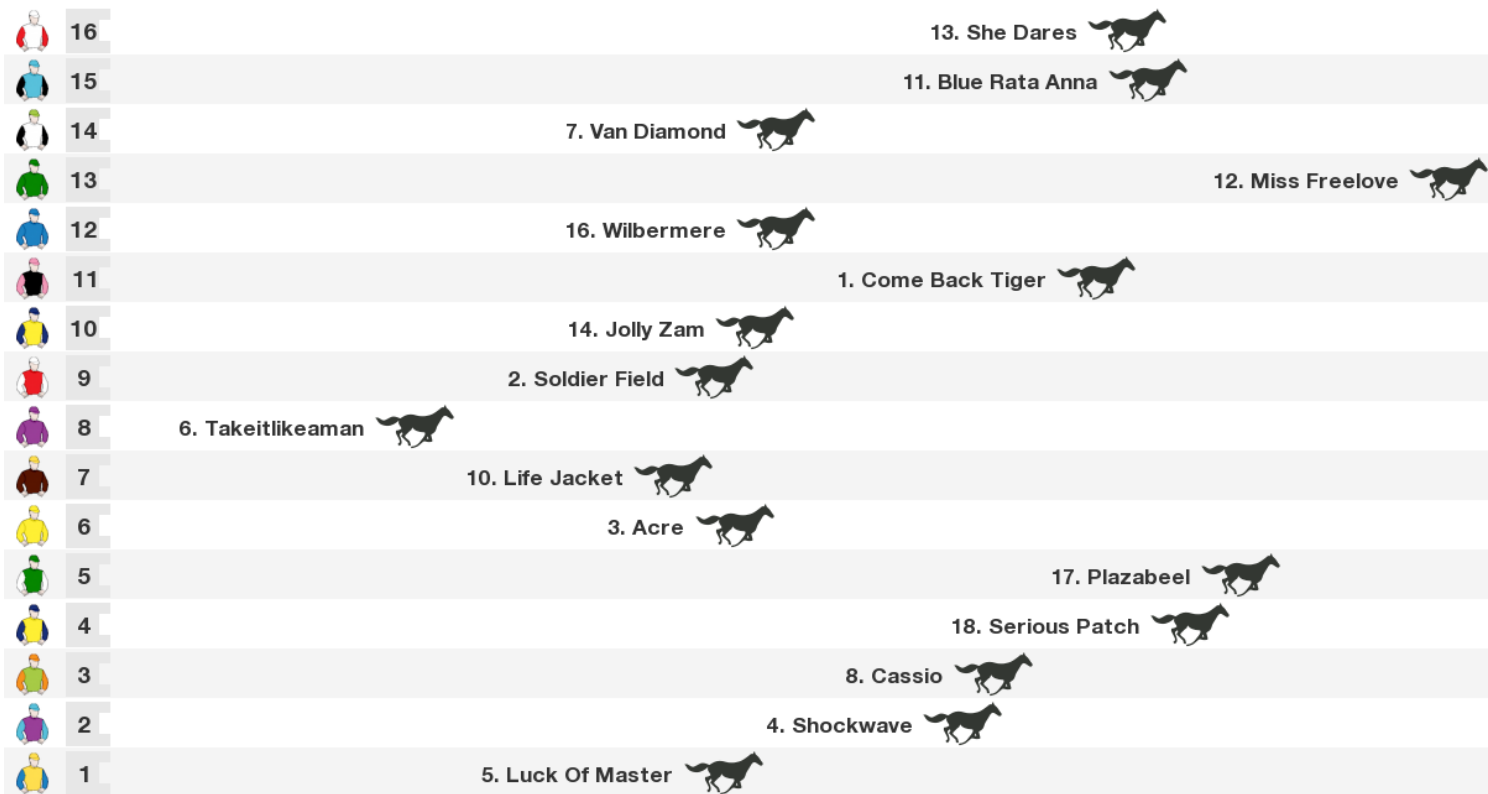 16 13. She Dares
15 11. Blue Rata Anna
14 7. Van Diamond
13 12. Miss Freelove
12 16. Wilbermere
11 1. Come Back Tiger
10 14. Jolly Zam
9 2. Soldier Field
8 6. Takeitlikeaman
7 10. Life Jacket
6 3. Acre
5 17. Plazabeel
4 18. Serious Patch
3 8. Cassio
2 4. Shockwave
1 5. Luck Of Master